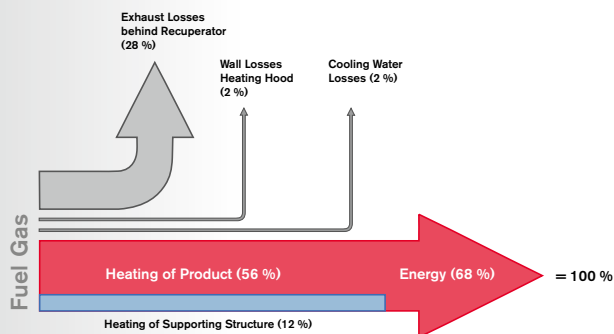 Exhaust Losses
behind Recuperator
(28 %)
Wall Losses
Heating Hood
(2 %)
Cooling Water
Losses (2 %)
Fuel Gas
Heating of Product (56 %)
Energy (68 %)
= 100 %
Heating of Supporting Structure (12 %)